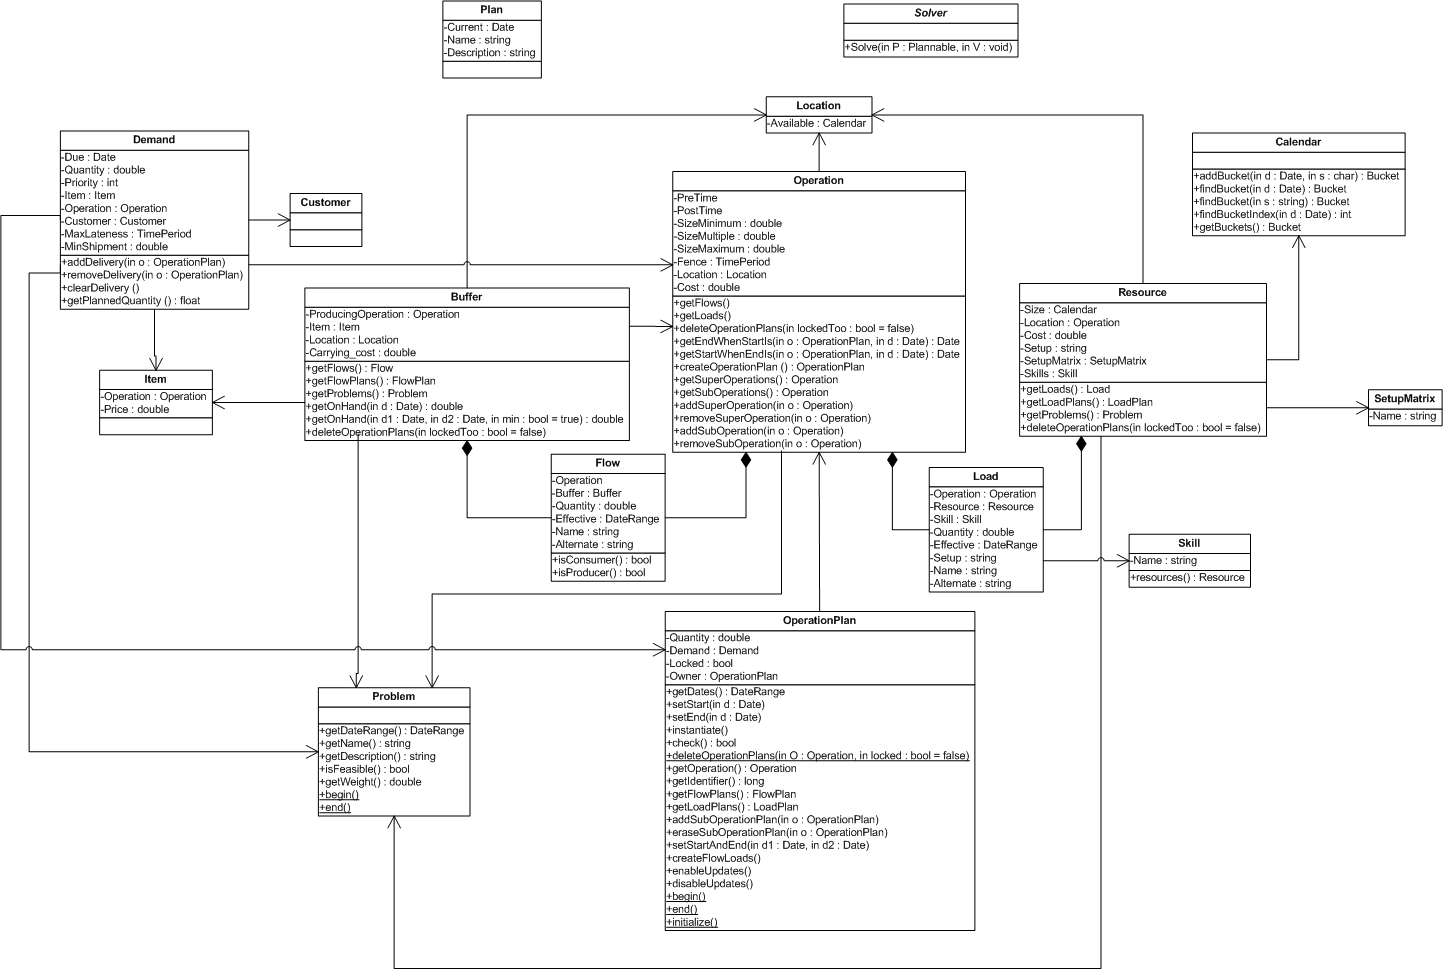 Plan
-Current : Date
-Name : string
-Description : string
Solver
+Solve(in P : Plannable, in V : void)
Location
-Available : Calendar
Demand
-Due : Date
-Quantity : double
-Priority : int
-Item : Item
-Operation : Operation
-Customer : Customer
-MaxLateness : TimePeriod
-MinShipment : double
+addDelivery(in o : OperationPlan)
+removeDelivery(in o : OperationPlan)
+clearDelivery ()
+getPlannedQuantity () : float
Customer
Calendar
+addBucket(in d : Date, in s : char) : Bucket
+findBucket(in d : Date) : Bucket
+findBucket(in s : string) : Bucket
+findBucketIndex(in d : Date) : int
+getBuckets() : Bucket
Operation
-PreTime
-PostTime
-SizeMinimum : double
-SizeMultiple : double
-SizeMaximum : double
-Fence : TimePeriod
-Location : Location
-Cost : double
+getFlows()
+getLoads()
+deleteOperationPlans(in lockedToo : bool = false)
+getEndWhenStartIs(in o : OperationPlan, in d : Date) : Date
+getStartWhenEndIs(in o : OperationPlan, in d : Date) : Date
+createOperationPlan () : OperationPlan
+getSuperOperations() : Operation
+getSubOperations() : Operation
+addSuperOperation(in o : Operation)
+removeSuperOperation(in o : Operation)
+addSubOperation(in o : Operation)
+removeSubOperation(in o : Operation)
Buffer
-ProducingOperation : Operation
-Item : Item
-Location : Location
-Carrying_cost : double
+getFlows() : Flow
+getFlowPlans() : FlowPlan
+getProblems() : Problem
+getOnHand(in d : Date) : double
+getOnHand(in d1 : Date, in d2 : Date, in min : bool = true) : double
+deleteOperationPlans(in lockedToo : bool = false)
Resource
-Size : Calendar
-Location : Operation
-Cost : double
-Setup : string
-SetupMatrix : SetupMatrix
-Skills : Skill
+getLoads() : Load
+getLoadPlans() : LoadPlan
+getProblems() : Problem
+deleteOperationPlans(in lockedToo : bool = false)
Item
-Operation : Operation
-Price : double
SetupMatrix
-Name : string
Flow
-Operation
-Buffer : Buffer
-Quantity : double
-Effective : DateRange
-Name : string
-Alternate : string
+isConsumer() : bool
+isProducer() : bool
Load
-Operation : Operation
-Resource : Resource
-Skill : Skill
-Quantity : double
-Effective : DateRange
-Setup : string
-Name : string
-Alternate : string
Skill
-Name : string
+resources() : Resource
OperationPlan
-Quantity : double
-Demand : Demand
-Locked : bool
-Owner : OperationPlan
+getDates() : DateRange
+setStart(in d : Date)
+setEnd(in d : Date)
+instantiate()
+check() : bool
+deleteOperationPlans(in O : Operation, in locked : bool = false)
+getOperation() : Operation
+getIdentifier() : long
+getFlowPlans() : FlowPlan
+getLoadPlans() : LoadPlan
+addSubOperationPlan(in o : OperationPlan)
+eraseSubOperationPlan(in o : OperationPlan)
+setStartAndEnd(in d1 : Date, in d2 : Date)
+createFlowLoads()
+enableUpdates()
+disableUpdates()
+begin()
+end()
+initialize()
Problem
+getDateRange() : DateRange
+getName() : string
+getDescription() : string
+isFeasible() : bool
+getWeight() : double
+begin()
+end()